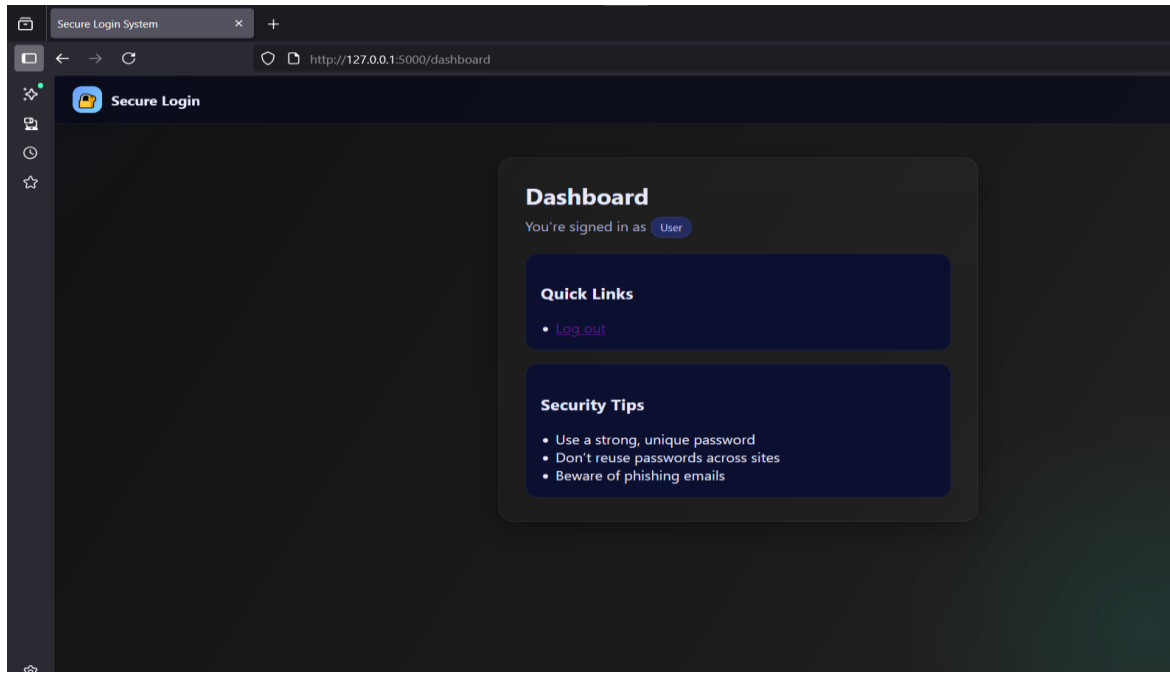 Secure Login System
http://127.0.0.1:5000/dashboard
Secure Login
Dashboard
You're signed in as User
Quick Links
• Log out
Security Tips
• Use a strong, unique password
• Don’t reuse passwords across sites
• Beware of phishing emails